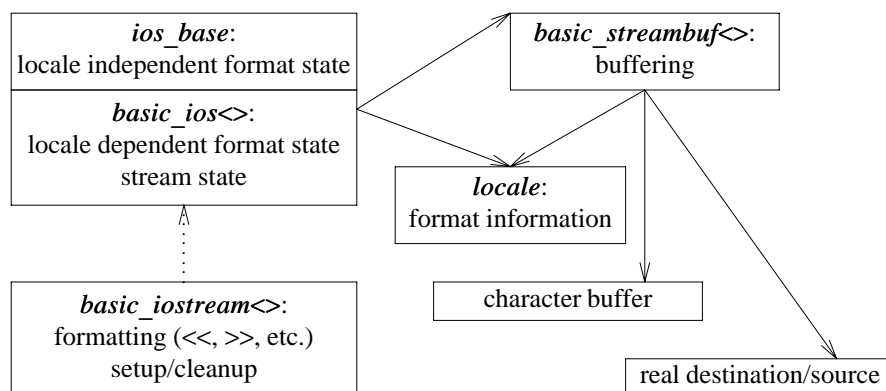 ios_base:
locale independent format state
basic_ios<>:
locale dependent format state
stream state
basic_streambuf<>:
buffering
locale:
format information
character buffer
basic_iostream<>:
formatting (<<, >>, etc.)
setup/cleanup
real destination/source